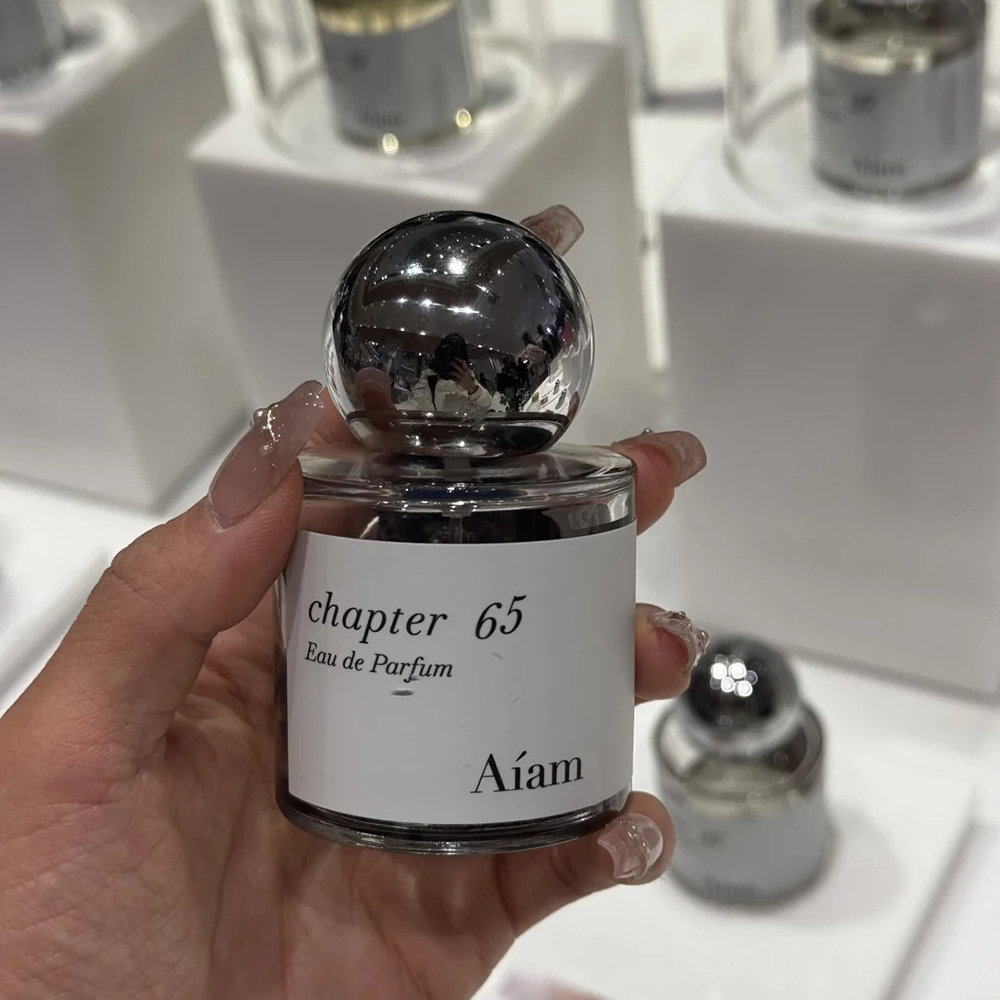 chapter 65
Eau de Parfum
Aíam